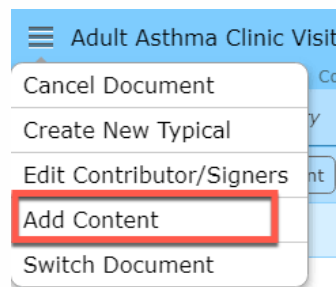 Adult Asthma Clinic Visit
Cancel Document
Create New Typical
Edit Contributor/Signers
Add Content
Switch Document